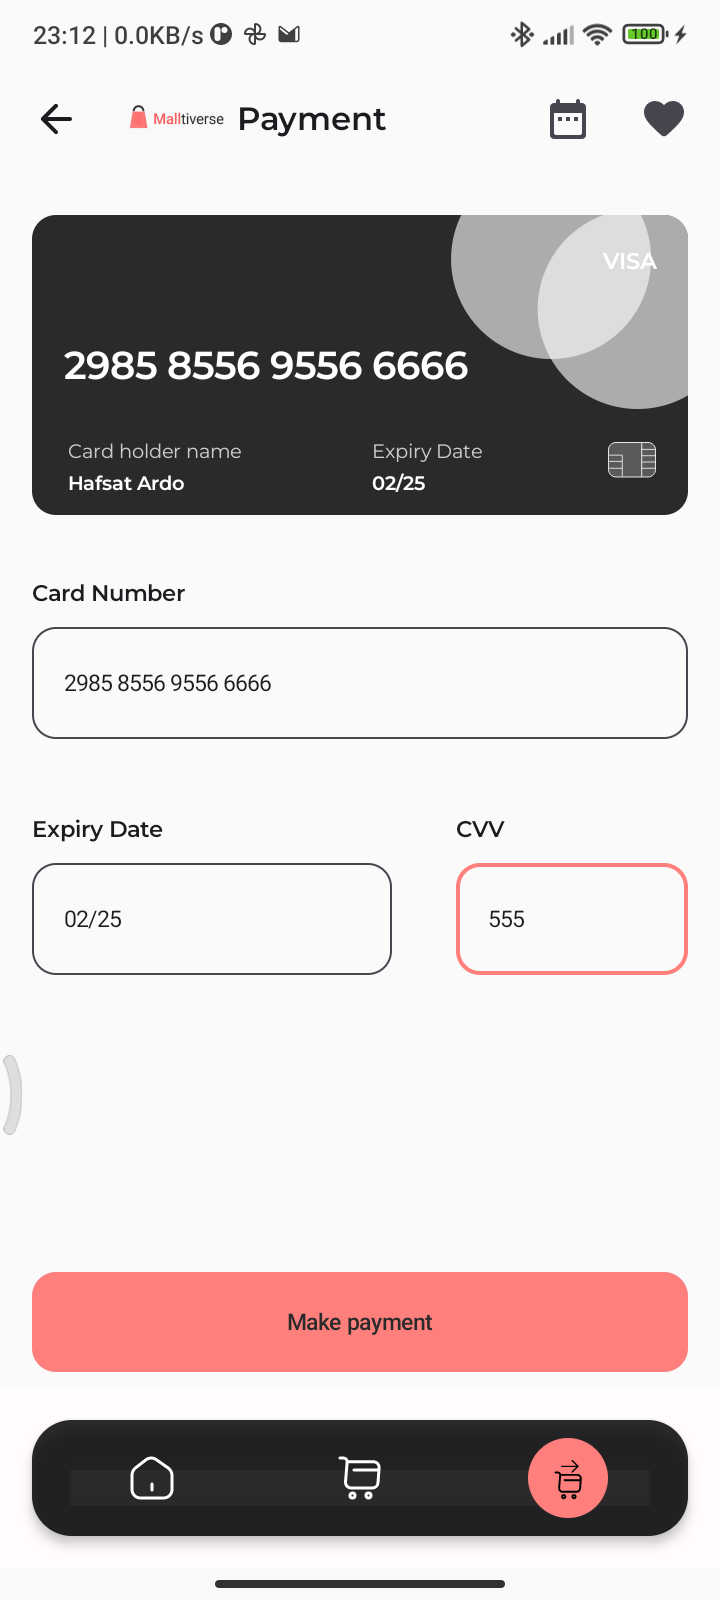 23:12 | 0.0KB/s
100
Malltiverse Payment
VISA
2985 8556 9556 6666
Card holder name Expiry Date
Hafsat Ardo 02/25
Card Number
2985 8556 9556 6666
Expiry Date CVV
02/25 555
Make payment